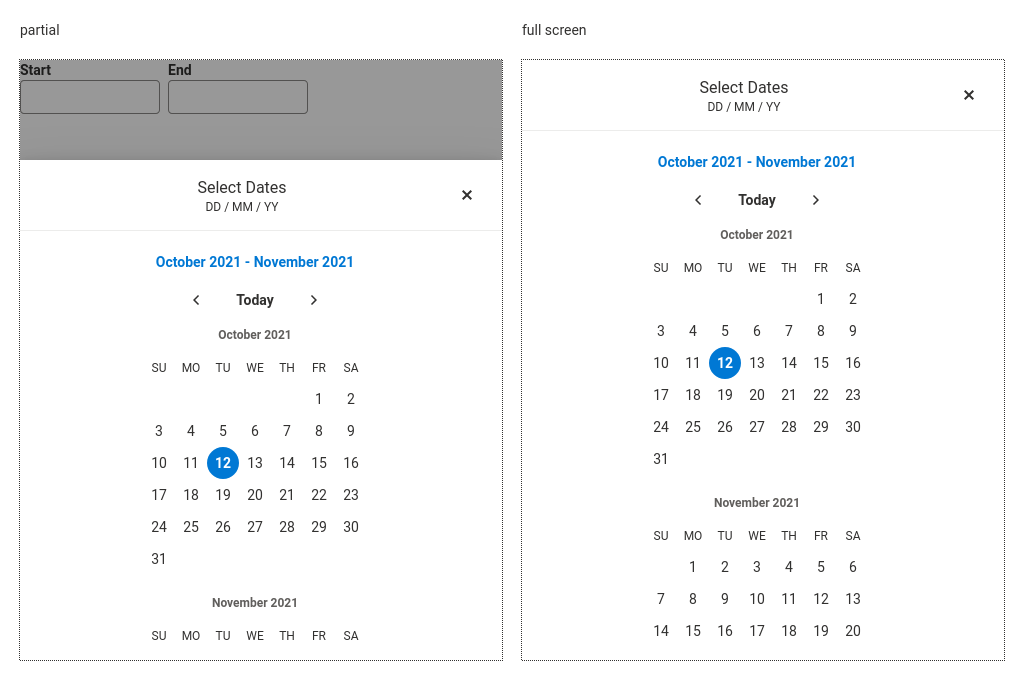 partial
Start End
Select Dates
DD / MM / YY
October 2021 - November 2021
Today
October 2021
SU MO TU WE TH FR SA
1 2
3 4 5 6 7 8 9
10 11 12 13 14 15 16
17 18 19 20 21 22 23
24 25 26 27 28 29 30
31
November 2021
SU MO TU WE TH FR SA
full screen
Select Dates
DD / MM / YY
October 2021 - November 2021
Today
October 2021
SU MO TU WE TH FR SA
1 2
3 4 5 6 7 8 9
10 11 12 13 14 15 16
17 18 19 20 21 22 23
24 25 26 27 28 29 30
31
November 2021
SU MO TU WE TH FR SA
1 2 3 4 5 6
7 8 9 10 11 12 13
14 15 16 17 18 19 20